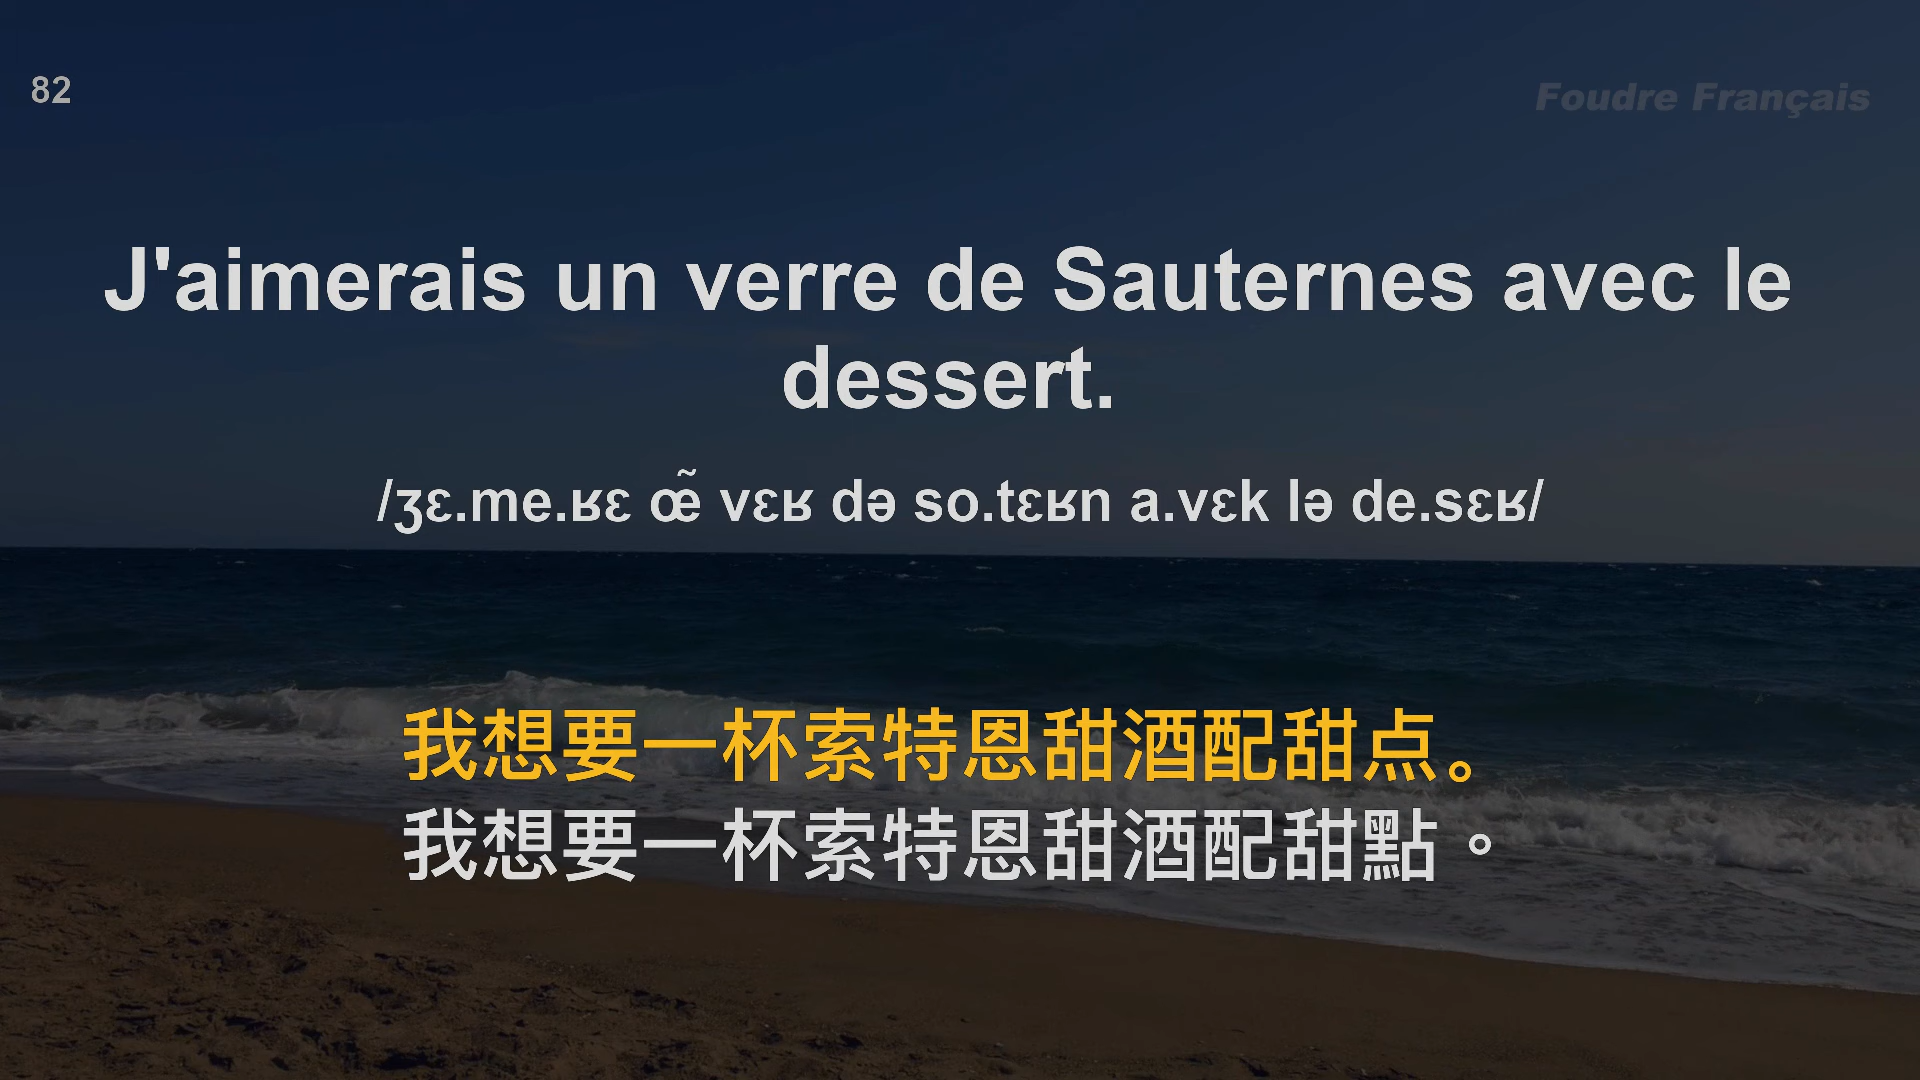 82
Foudre Français
J'aimerais un verre de Sauternes avec le
dessert.
/ʒɛ.me.ʁɛ œ̃ vɛʁ də so.tɛʁn a.vɛk lə de.sɛʁ/
我想要一杯索特恩甜酒配甜点。
我想要一杯索特恩甜酒配甜點。